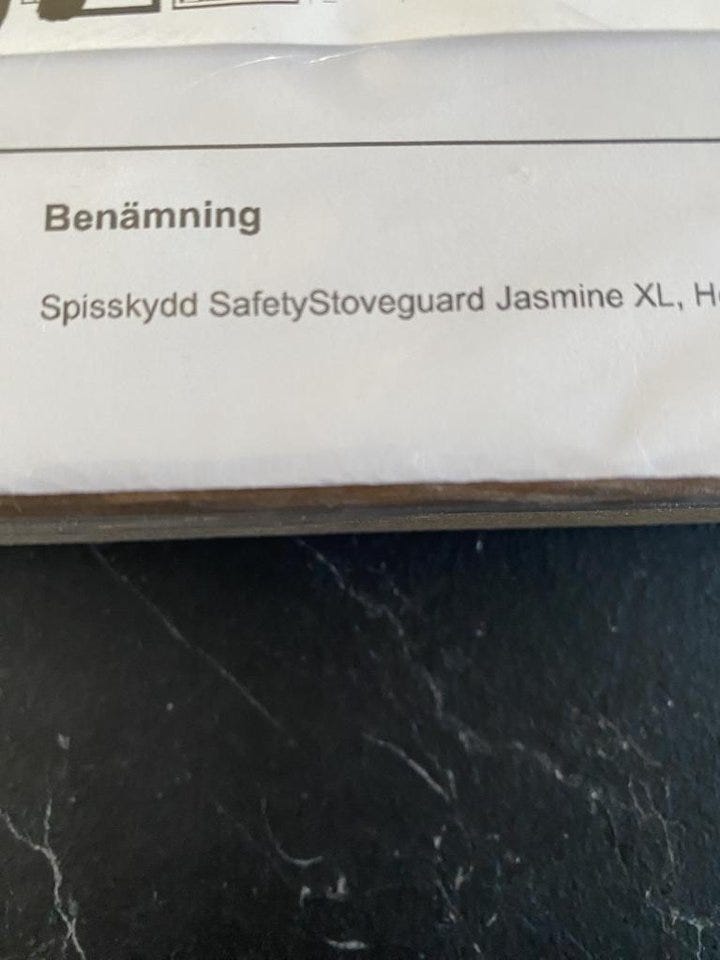 Benämning
Spisskydd SafetyStoveguard Jasmine XL,